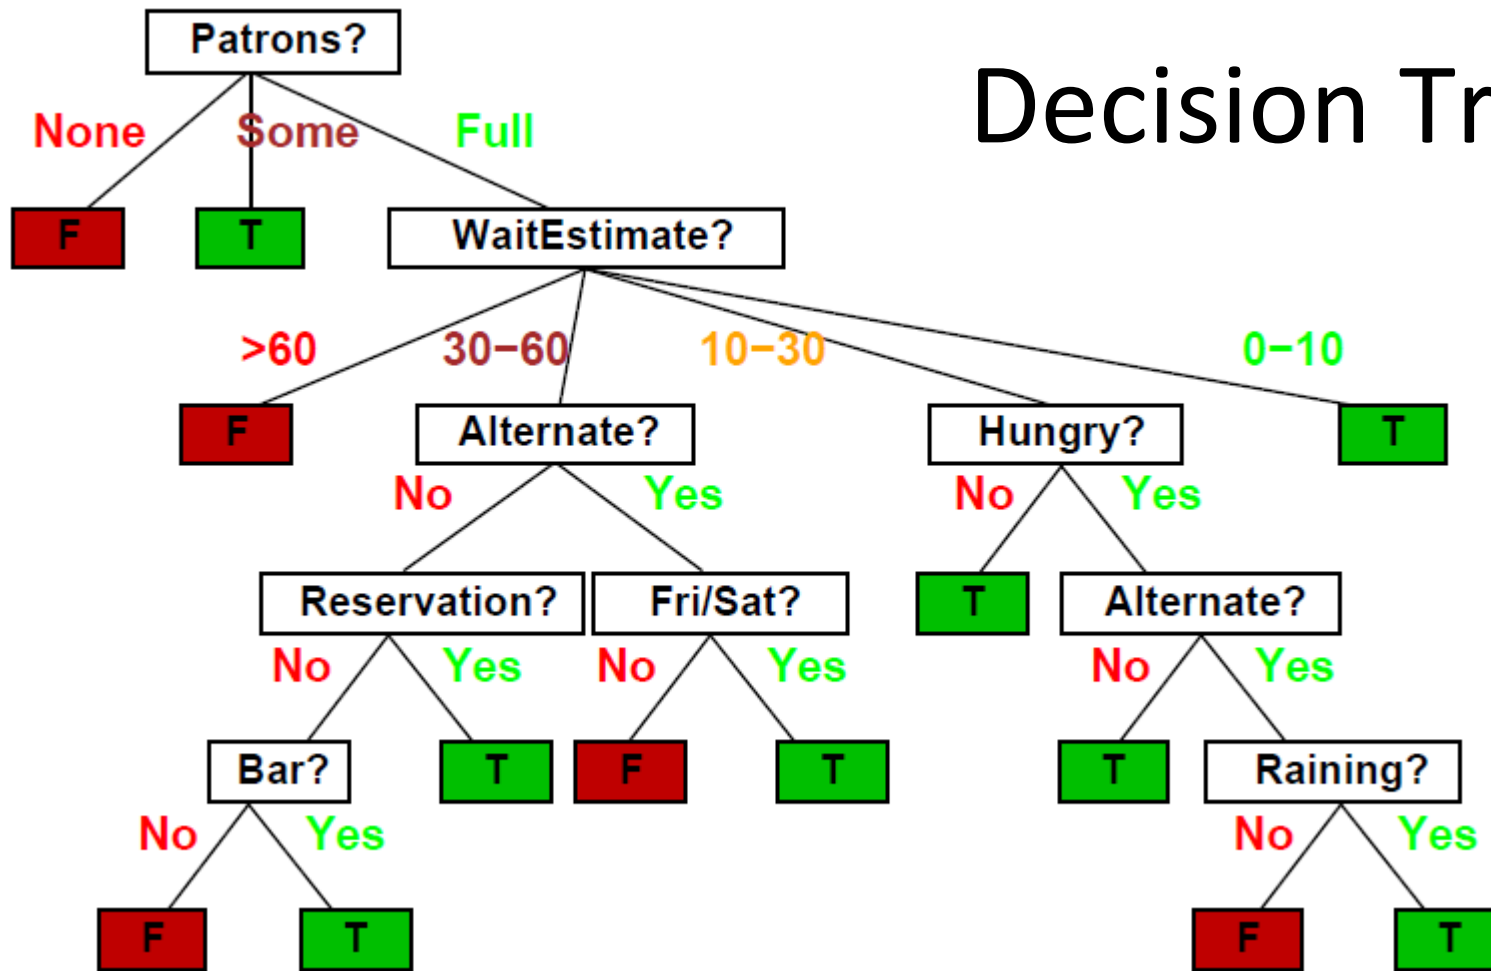 Patrons?
Decision Tr
None Some Full
F T WaitEstimate?
>60 30−60 10−30 0−10
F Alternate? Hungry? T
No Yes No Yes
Reservation? Fri/Sat? T Alternate?
No Yes No Yes No Yes
Bar? T F T T Raining?
No Yes No Yes
F T F T